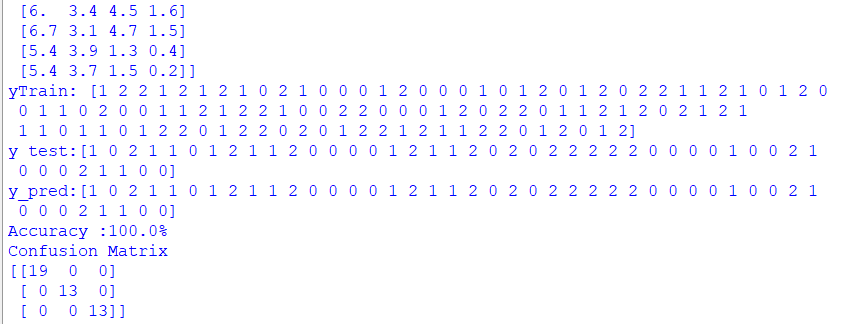 [6.  3.4 4.5 1.6]
[6.7 3.1 4.7 1.5]
[5.4 3.9 1.3 0.4]
[5.4 3.7 1.5 0.2]]
yTrain: [1 2 2 1 2 1 2 1 0 2 1 0 0 0 1 2 0 0 0 1 0 1 2 0 1 2 0 2 2 1 1 2 1 0 1 2 0
0 1 1 0 2 0 0 1 1 2 1 2 2 1 0 0 2 2 0 0 0 1 2 0 2 2 0 1 1 2 1 2 0 2 1 2 1
1 1 0 1 1 0 1 2 2 0 1 2 2 0 2 0 1 2 2 1 2 1 1 2 2 0 1 2 0 1 2]
y test:[1 0 2 1 1 0 1 2 1 1 2 0 0 0 0 1 2 1 1 2 0 2 0 2 2 2 2 2 0 0 0 0 1 0 0 2 1
0 0 0 2 1 1 0 0]
y_pred:[1 0 2 1 1 0 1 2 1 1 2 0 0 0 0 1 2 1 1 2 0 2 0 2 2 2 2 2 0 0 0 0 1 0 0 2 1
0 0 0 2 1 1 0 0]
Accuracy :100.0%
Confusion Matrix
[[19  0  0]
[ 0 13  0]
[ 0  0 13]]